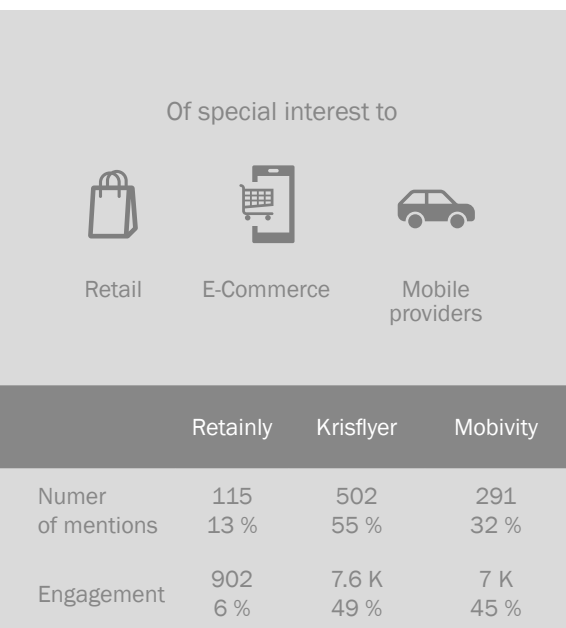 Of special interest to
Retail
E-Commerce
Mobile
providers
Retainly Krisflyer Mobivity
Numer
of mentions
115 502 291
13 % 55 % 32 %
Engagement
902 7.6 K 7 K
6 % 49 % 45 %